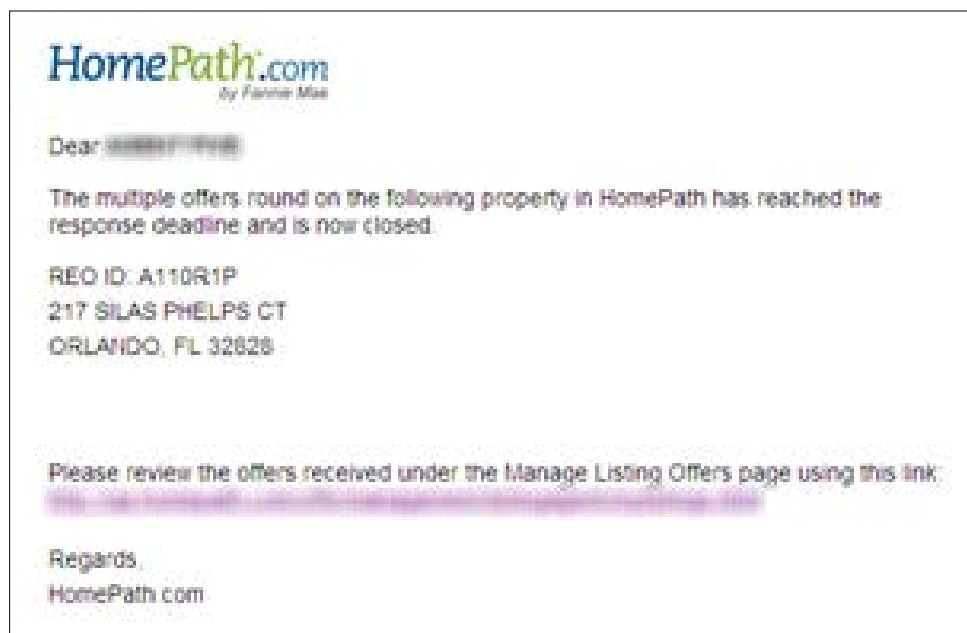 HomePath.com
by Fannie Mae
Dear
The multiple offers round on the following property in HomePath has reached the
response deadline and is now closed.
REO ID: A110R1P
217 SILAS PHELPS CT
ORLANDO, FL 32828
Please review the offers received under the Manage Listing Offers page using this link:
Regards,
HomePath.com